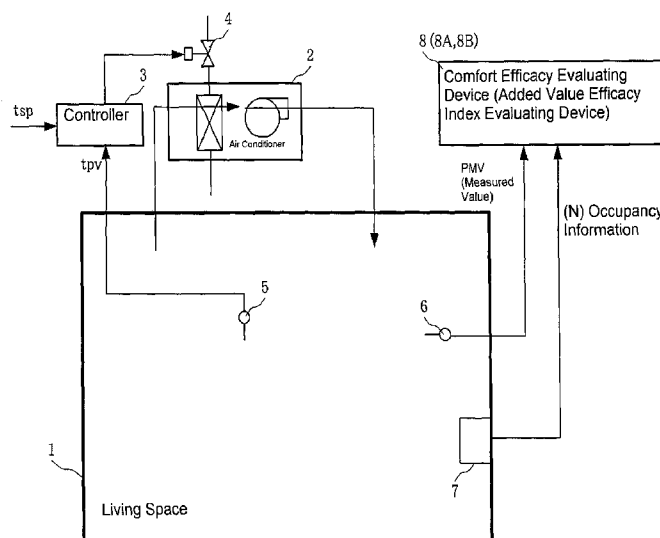 4
8 (8A,8B)
2
3
Comfort Efficacy Evaluating
Device (Added Value Efficacy
Index Evaluating Device)
tsp
Controller
Air Conditioner
tpv
PMV
(Measured
Value)
(N) Occupancy
Information
5
6
1
7
Living Space